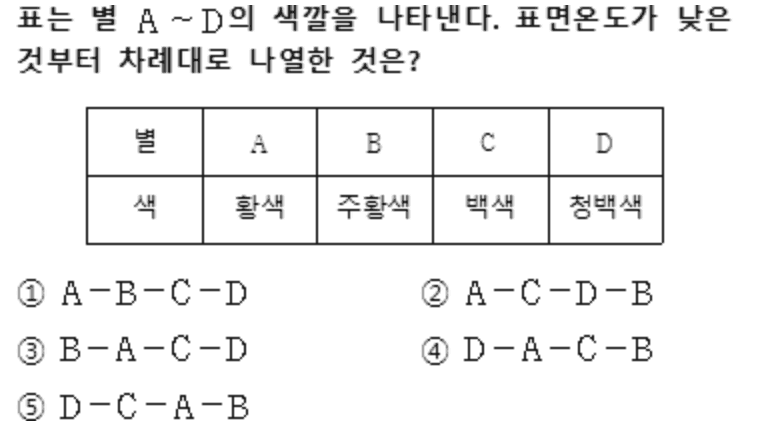 표는 별 A ~ D의 색깔을 나타낸다. 표면온도가 낮은
것부터 차례대로 나열한 것은?
별 A B C D
색 황색 주황색 백색 청백색
① A-B-C-D ② A-C-D-B
③ B-A-C-D ④ D-A-C-B
⑤ D-C-A-B